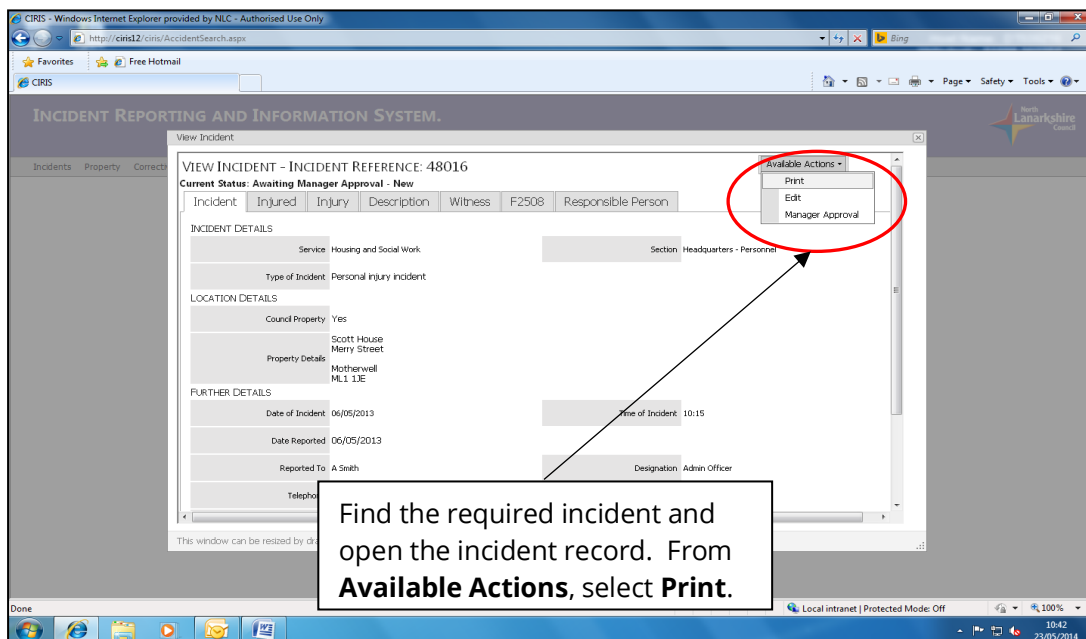 CIRIS - Windows Internet Explorer provided by NLC - Authorised Use Only
http://ciris12/ciris/AccidentSearch.aspx
Bing
Favorites Free Hotmail
CIRIS
Page Safety Tools
INCIDENT REPORTING AND INFORMATION SYSTEM.
North
Lanarkshire
Council
View Incident
Incidents Property
VIEW INCIDENT - INCIDENT REFERENCE: 48016
Available Actions
Current Status: Awaiting Manager Approval - New
Print
Edit
Manager Approval
Incident Injured Injury Description Witness F2508 Responsible Person
INCIDENT DETAILS
Service Housing and Social Work Section Headquarters - Personnel
Type of Incident Personal injury incident
LOCATION DETAILS
Council Property Yes
Property Details
Scott House
Merry Street
Motherwell
ML1 1JE
FURTHER DETAILS
Date of Incident 06/05/2013 Time of Incident 10:15
Date Reported 06/05/2013
Reported To A Smith Designation Admin Officer
Find the required incident and
open the incident record. From
Available Actions, select Print.
This window can be resized by
Done
Local intranet | Protected Mode: Off
100%
10:42
23/05/2014